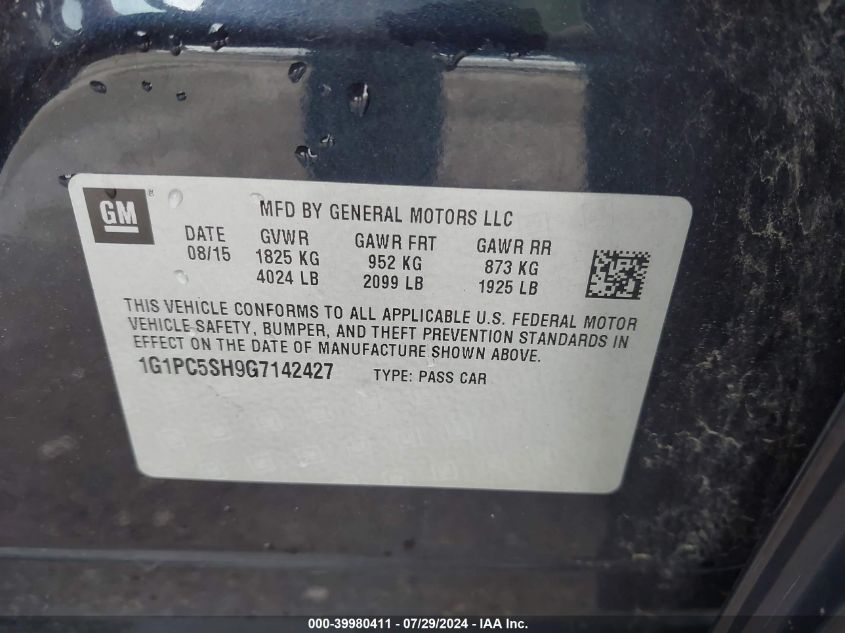 GM ®
MFD BY GENERAL MOTORS LLC
DATE GVWR GAWR FRT GAWR RR
08/15 1825 KG 952 KG 873 KG
4024 LB 2099 LB 1925 LB
THIS VEHICLE CONFORMS TO ALL APPLICABLE U.S. FEDERAL MOTOR
VEHICLE SAFETY, BUMPER, AND THEFT PREVENTION STANDARDS IN
EFFECT ON THE DATE OF MANUFACTURE SHOWN ABOVE.
1G1PC5SH9G7142427 TYPE: PASS CAR
000-39980411 - 07/29/2024 - IAA Inc.